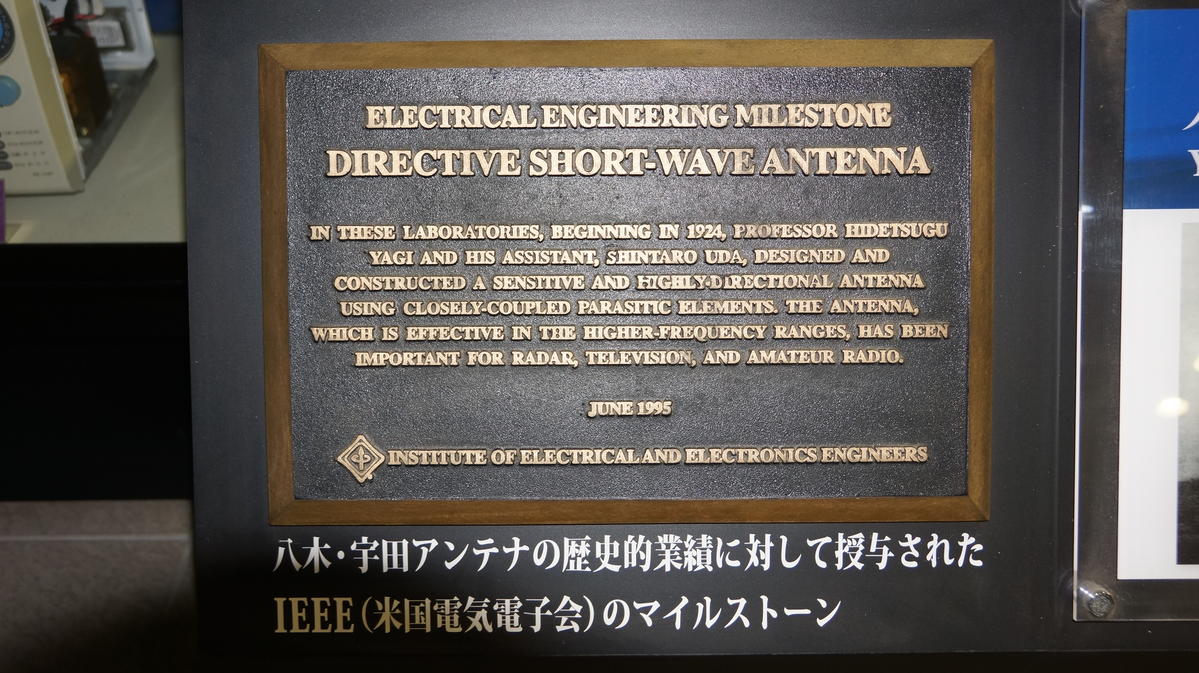 ELECTRICAL ENGINEERING MILESTONE
DIRECTIVE SHORT-WAVE ANTENNA
IN THESE LABORATORIES, BEGINNING IN 1924, PROFESSOR HIDETSUGU
YAGI AND HIS ASSISTANT, SHINTARO UDA, DESIGNED AND
CONSTRUCTED A SENSITIVE AND HIGHLY-DIRECTIONAL ANTENNA
USING CLOSELY-COUPLED PARASITIC ELEMENTS. THE ANTENNA,
WHICH IS EFFECTIVE IN THE HIGHER-FREQUENCY RANGES, HAS BEEN
IMPORTANT FOR RADAR, TELEVISION, AND AMATEUR RADIO.
JUNE 1995
INSTITUTE OF ELECTRICAL AND ELECTRONICS ENGINEERS
八木・宇田アンテナの歴史的業績に対して授与された
IEEE(米国電気電子会)のマイルストーン